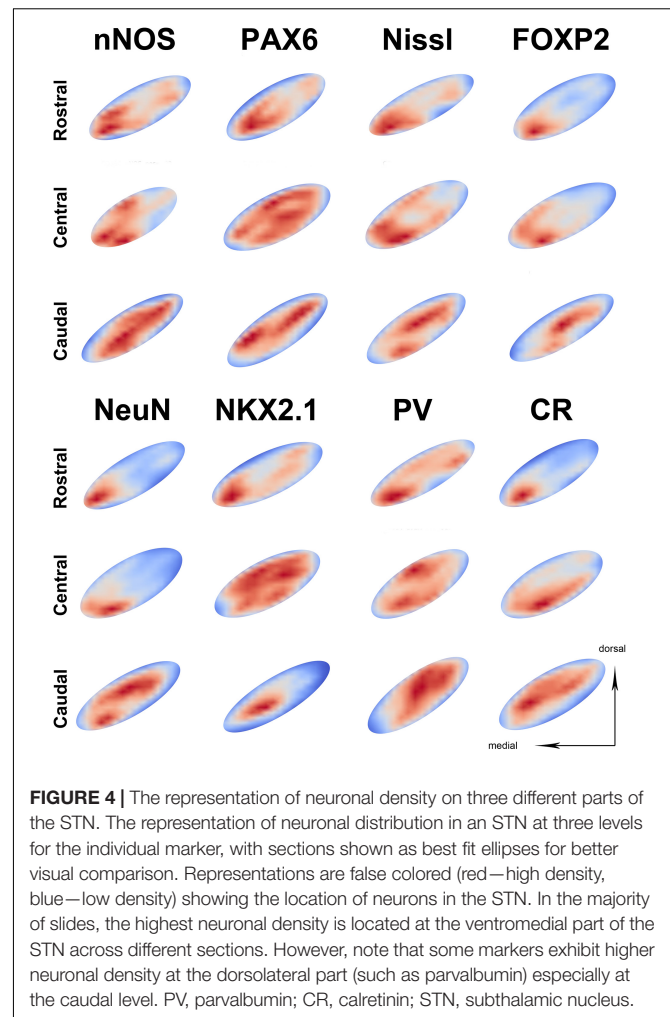 nNOS PAX6 Nissl FOXP2
Rostral
Central
Caudal
NeuN NKX2.1 PV CR
Rostral
Central
Caudal
dorsal
medial
FIGURE 4 | The representation of neuronal density on three different parts of
the STN. The representation of neuronal distribution in an STN at three levels
for the individual marker, with sections shown as best fit ellipses for better
visual comparison. Representations are false colored (red—high density,
blue—low density) showing the location of neurons in the STN. In the majority
of slides, the highest neuronal density is located at the ventromedial part of the
STN across different sections. However, note that some markers exhibit higher
neuronal density at the dorsolateral part (such as parvalbumin) especially at
the caudal level. PV, parvalbumin; CR, calretinin; STN, subthalamic nucleus.